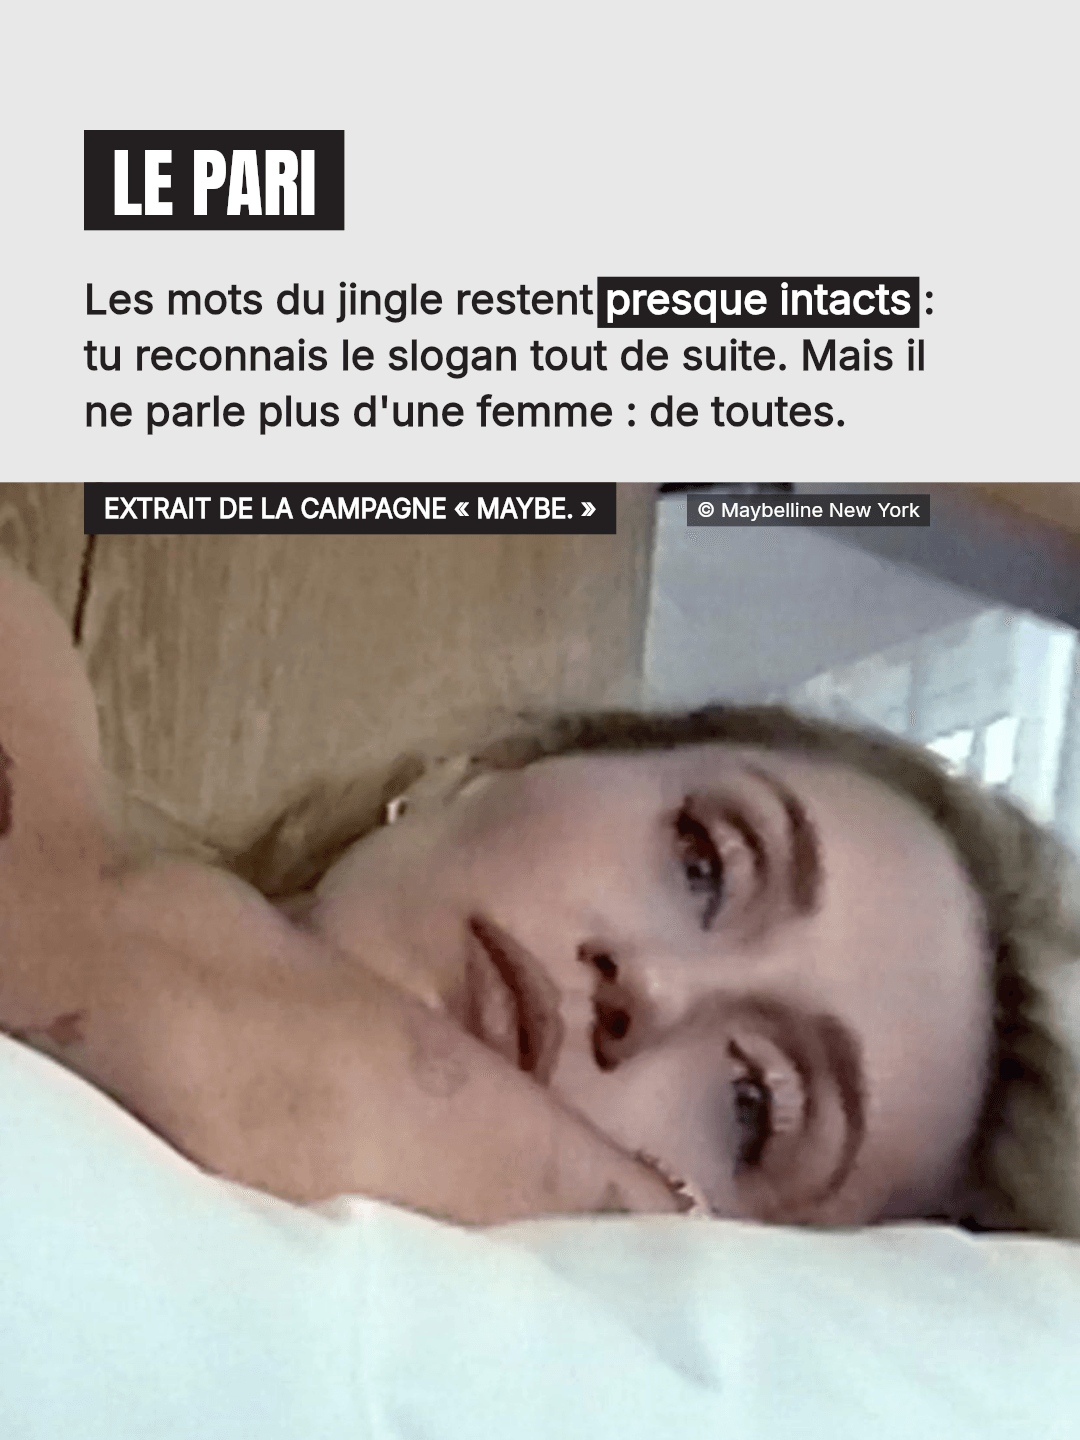 LE PARI
Les mots du jingle restent presque intacts :
tu reconnais le slogan tout de suite. Mais il
ne parle plus d'une femme : de toutes.
EXTRAIT DE LA CAMPAGNE « MAYBE. »
© Maybelline New York